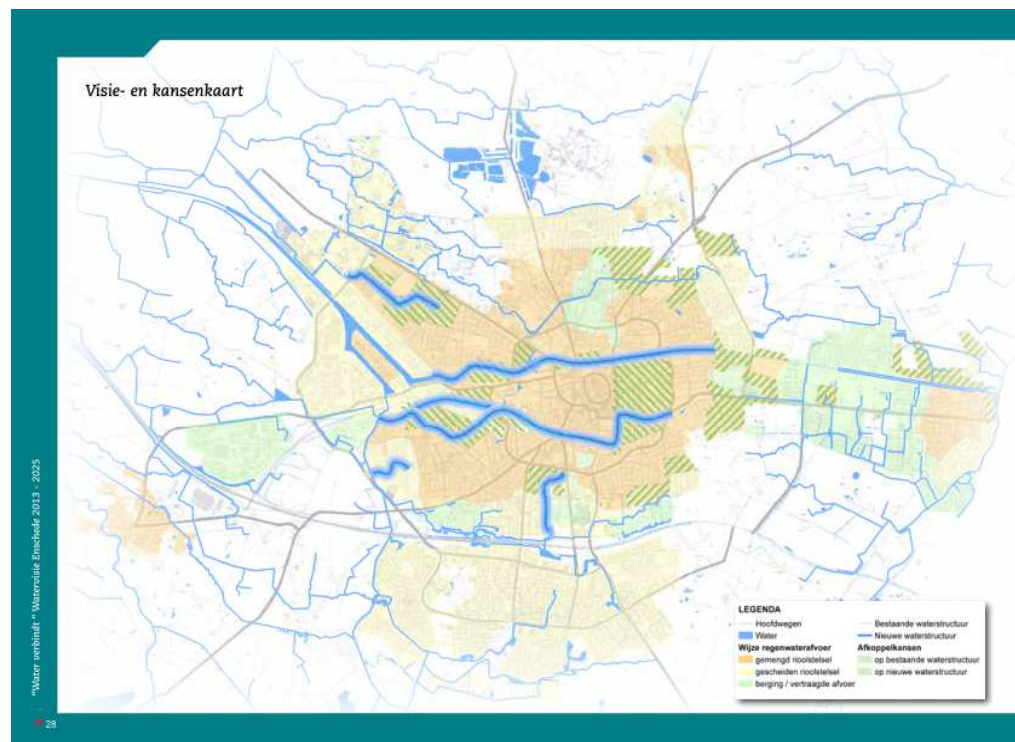 Visie- en kansenkaart
LEGENDA
Hoofdwegen
Water
Wijze regenwaterafvoer
gemengd rioolstelsel
gescheiden rioolstelsel
berging / vertraagde afvoer
Bestaande waterstructuur
Nieuwe waterstructuur
Afkoppelkansen
op bestaande waterstructuur
op nieuwe waterstructuur
"Water verbindt" Watervisie Enschede 2013 - 2025
28